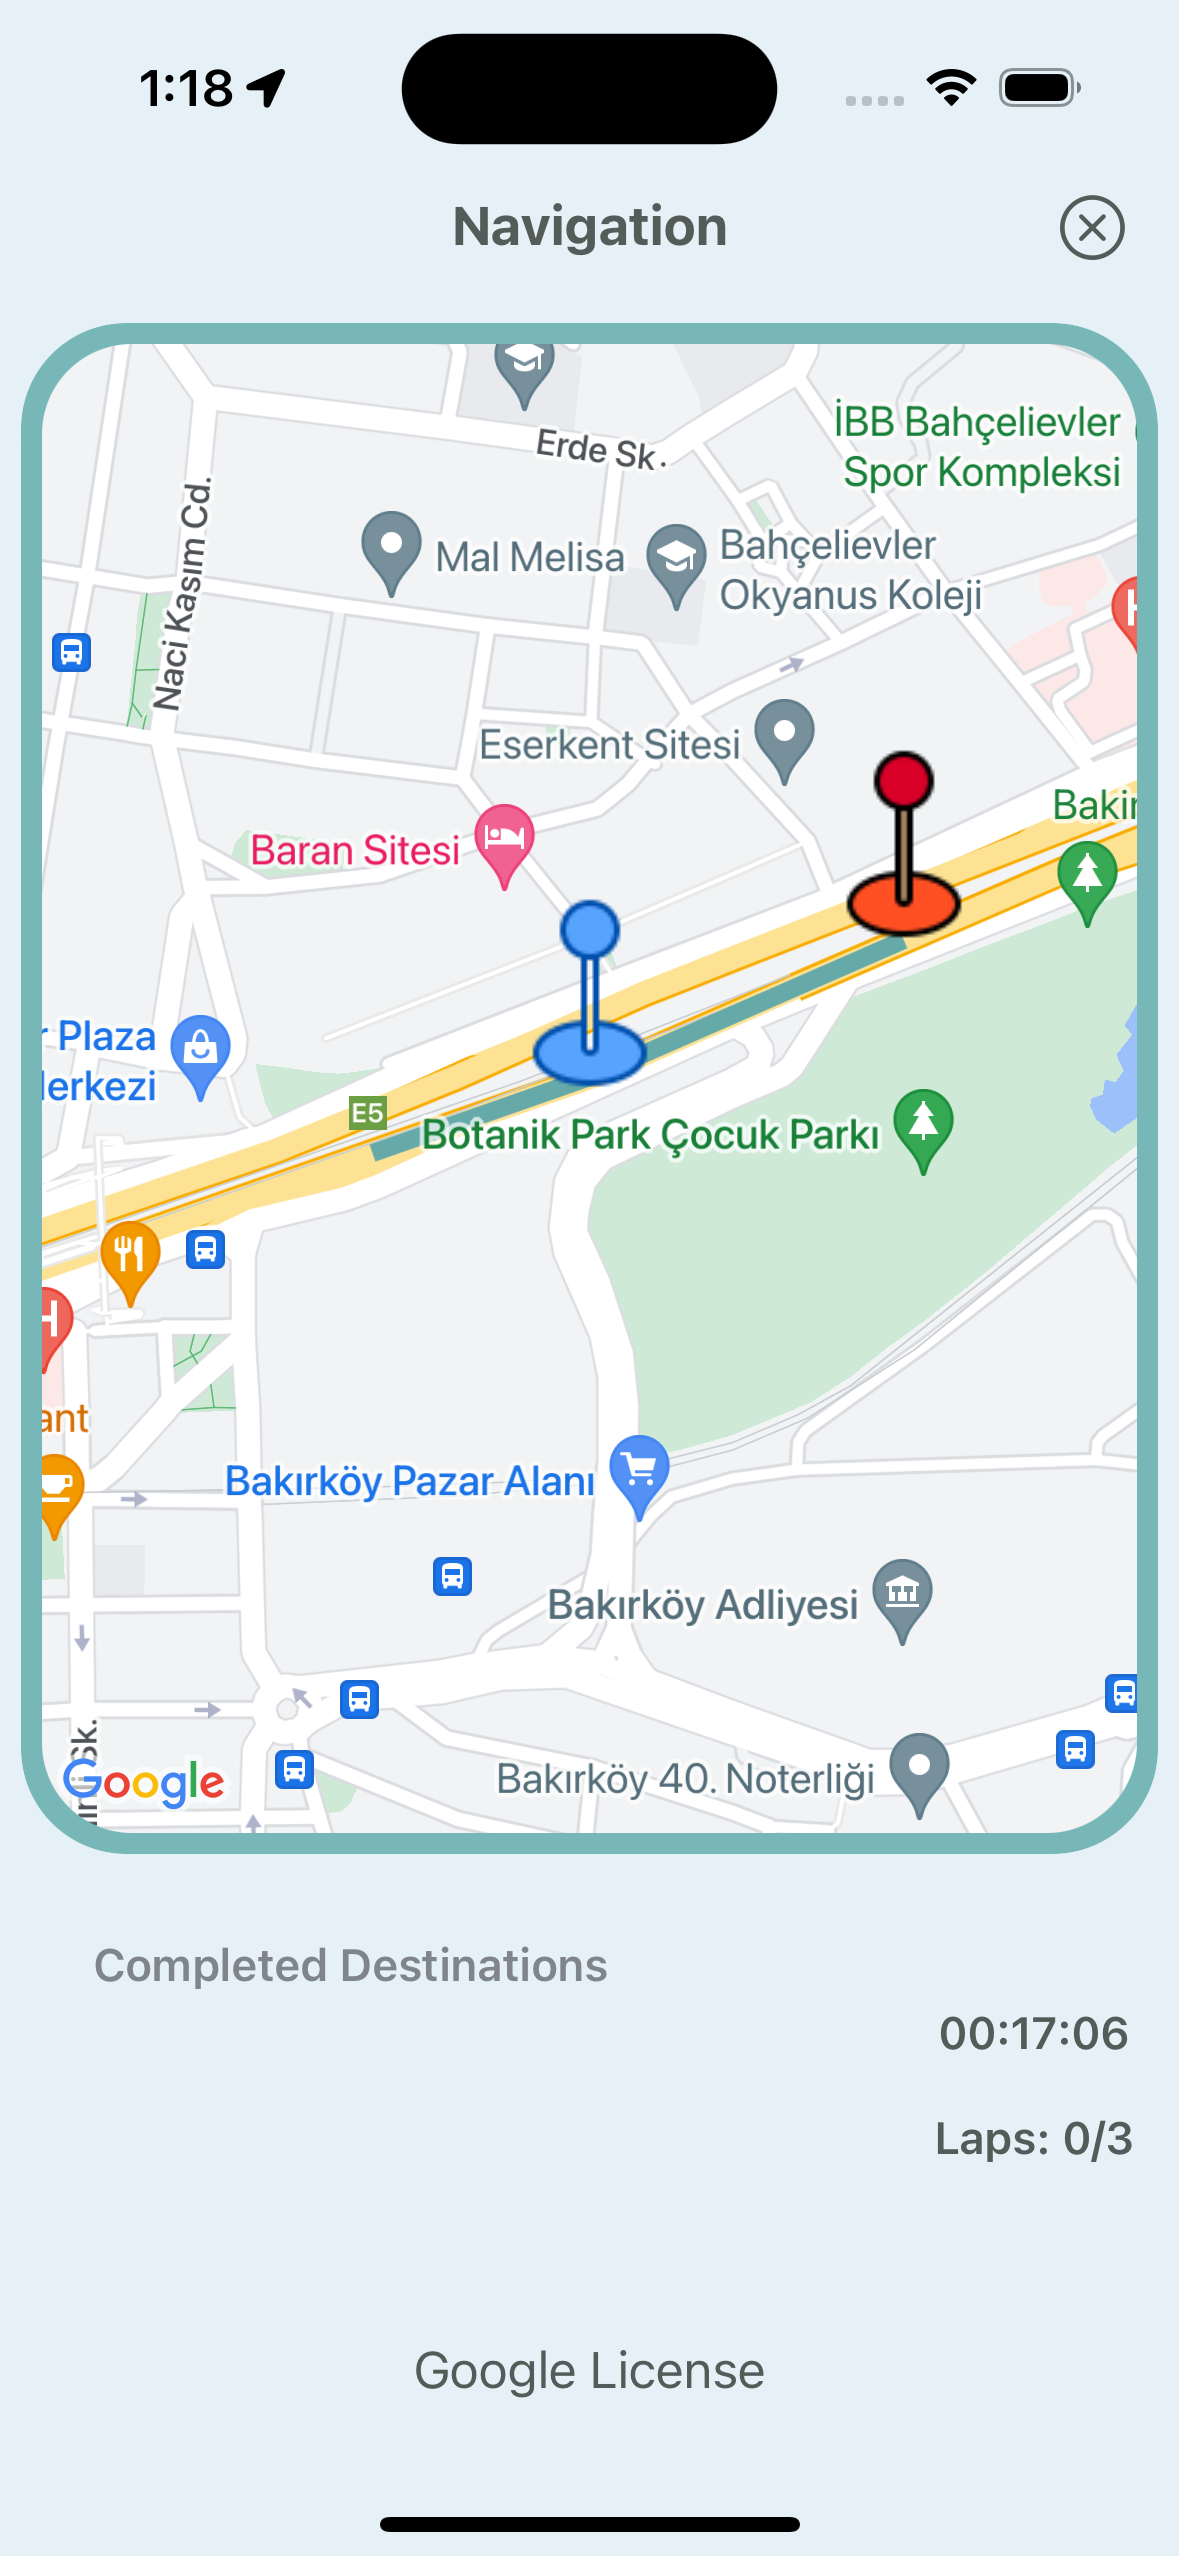 1:18
Navigation
İBB Bahçelievler
Spor Kompleksi
Erde Sk.
Naci Kasım Cd.
Mal Melisa
Bahçelievler
Okyanus Koleji
Eserkent Sitesi
Baran Sitesi
Plaza
E5
Botanik Park Çocuk Parkı
Bakırköy Pazar Alanı
Bakırköy Adliyesi
Bakırköy 40. Noterliği
Sk.
Google
Completed Destinations
00:17:06
Laps: 0/3
Google License